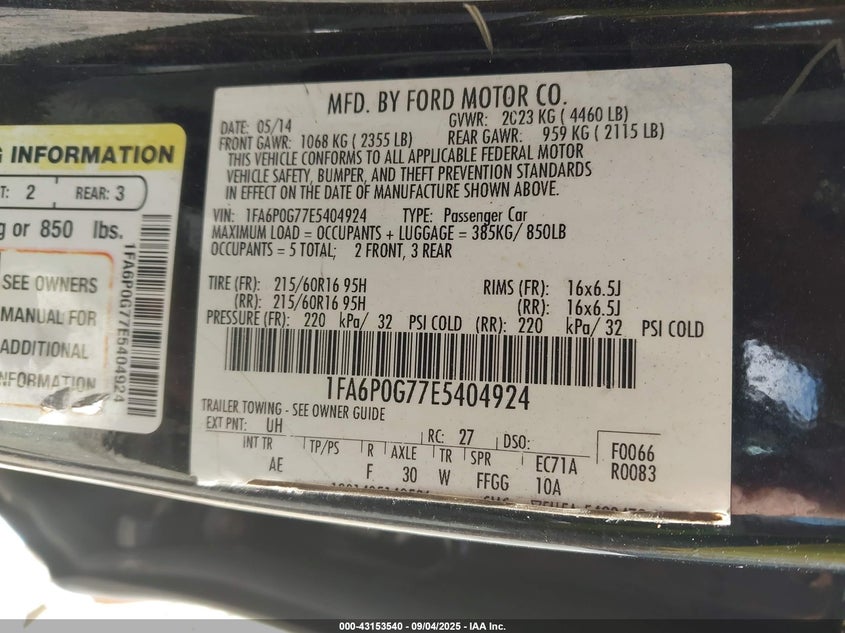 MFD. BY FORD MOTOR CO.
DATE: 05/14 GVWR: 2023 KG ( 4460 LB)
FRONT GAWR: 1068 KG ( 2355 LB) REAR GAWR: 959 KG ( 2115 LB)
THIS VEHICLE CONFORMS TO ALL APPLICABLE FEDERAL MOTOR
VEHICLE SAFETY, BUMPER, AND THEFT PREVENTION STANDARDS
IN EFFECT ON THE DATE OF MANUFACTURE SHOWN ABOVE.
VIN: 1FA6P0G77E5404924 TYPE: Passenger Car
MAXIMUM LOAD = OCCUPANTS + LUGGAGE = 385KG/ 850LB
OCCUPANTS = 5 TOTAL; 2 FRONT, 3 REAR
TIRE (FR): 215/60R16 95H RIMS (FR): 16x6.5J
(RR): 215/60R16 95H (RR): 16x6.5J
PRESSURE (FR): 220 kPa/ 32 PSI COLD (RR): 220 kPa/ 32 PSI COLD
1FA6P0G77E5404924
TRAILER TOWING - SEE OWNER GUIDE
EXT PNT: UH RC: 27 DSO: F0066
INT TR TP/PS R AXLE TR SPR EC71A R0083
AE F 30 W FFGG 10A
INFORMATION
2 REAR: 3
or 850 lbs.
SEE OWNERS
MANUAL FOR
ADDITIONAL
INFORMATION
1FA6P0G77E5404924
000-43153540 - 09/04/2025 - IAA Inc.